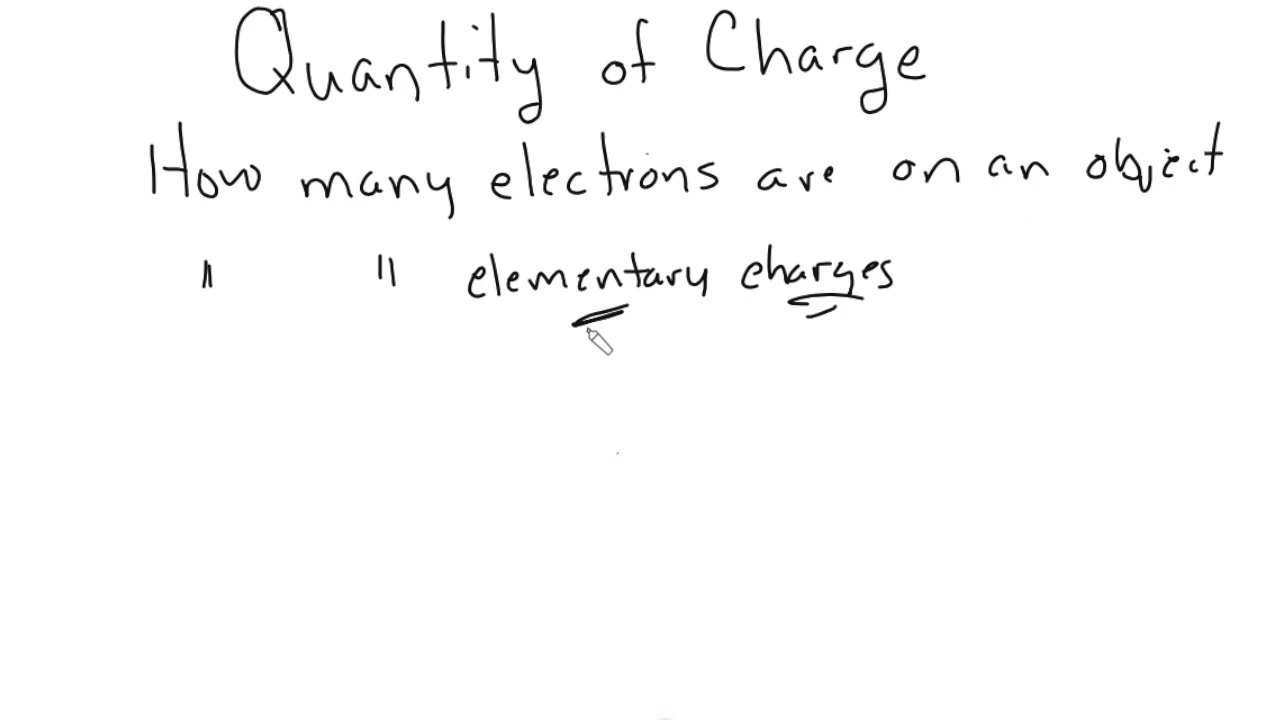 Quantity of Charge
How many electrons are on an object
" " elementary charges